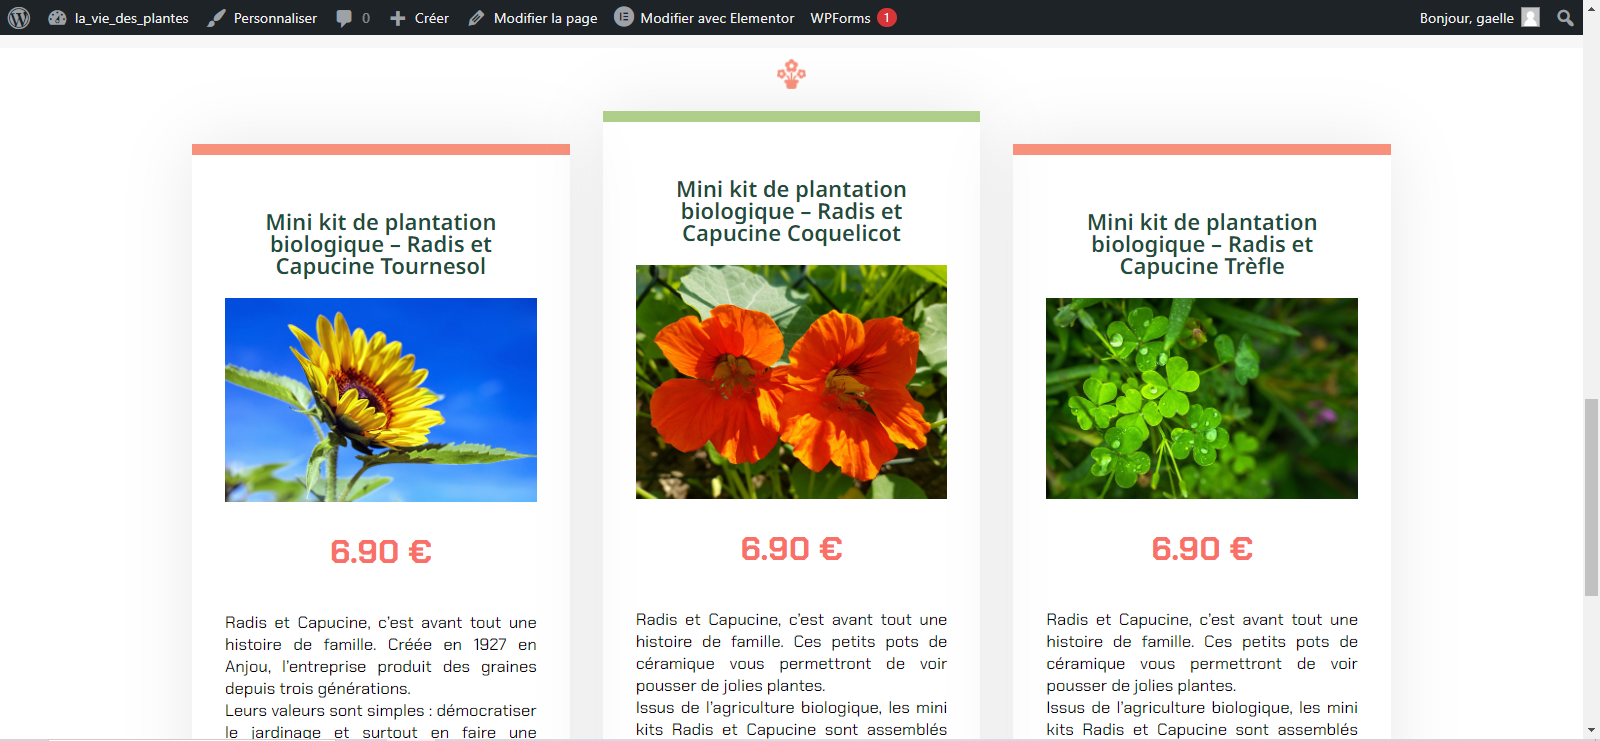 la_vie_des_plantes Personnaliser 0 Créer Modifier la page Modifier avec Elementor WPForms 1 Bonjour, gaelle
Mini kit de plantation
biologique – Radis et
Capucine Tournesol
6.90 €
Radis et Capucine, c'est avant tout une
histoire de famille. Créée en 1927 en
Anjou, l'entreprise produit des graines
depuis trois générations.
Leurs valeurs sont simples : démocratiser
le jardinage et surtout en faire une
Mini kit de plantation
biologique – Radis et
Capucine Coquelicot
6.90 €
Radis et Capucine, c'est avant tout une
histoire de famille. Ces petits pots de
céramique vous permettront de voir
pousser de jolies plantes.
Issus de l'agriculture biologique, les mini
kits Radis et Capucine sont assemblés
Mini kit de plantation
biologique – Radis et
Capucine Trèfle
6.90 €
Radis et Capucine, c'est avant tout une
histoire de famille. Ces petits pots de
céramique vous permettront de voir
pousser de jolies plantes.
Issus de l'agriculture biologique, les mini
kits Radis et Capucine sont assemblés